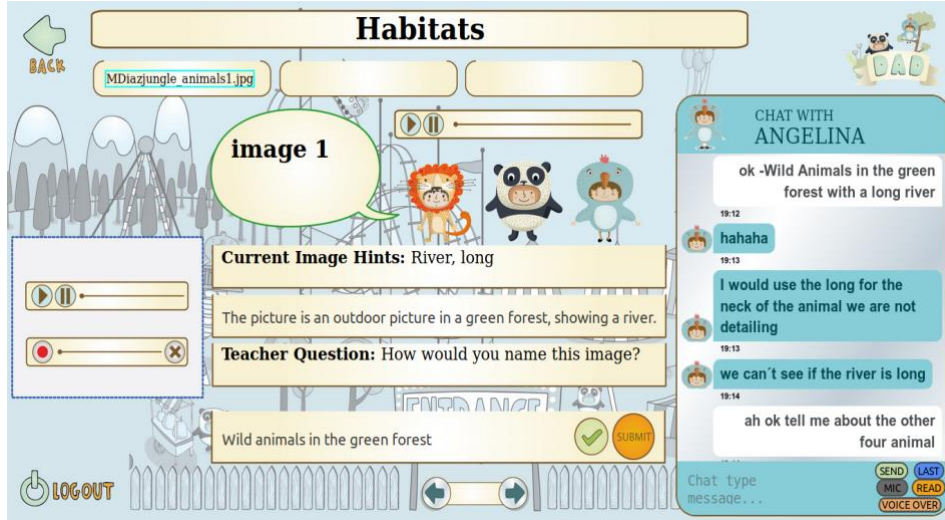 Habitats
BACK
DAD
MDiazjungle_animals1.jpg
image 1
CHAT WITH
ANGELINA
ok -Wild Animals in the green
forest with a long river
19:12
hahaha
19:13
I would use the long for the
neck of the animal we are not
detailing
19:13
we can´t see if the river is long
19:14
ah ok tell me about the other
four animal
Current Image Hints: River, long
The picture is an outdoor picture in a green forest, showing a river.
Teacher Question: How would you name this image?
ENTRANCE
Wild animals in the green forest
SUBMIT
LOGOUT
Chat type
message...
SEND
LAST
MIC
READ
VOICE OVER